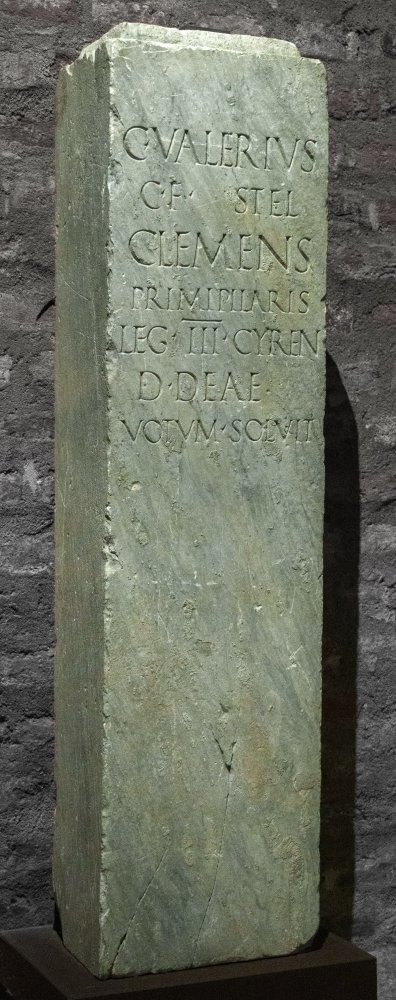 C·VALERIVS
C·F· STEL
CLEMENS
PRIMIPILARIS
LEG · III · CYREN
D·DEAE
VOTVM·SOLVIT